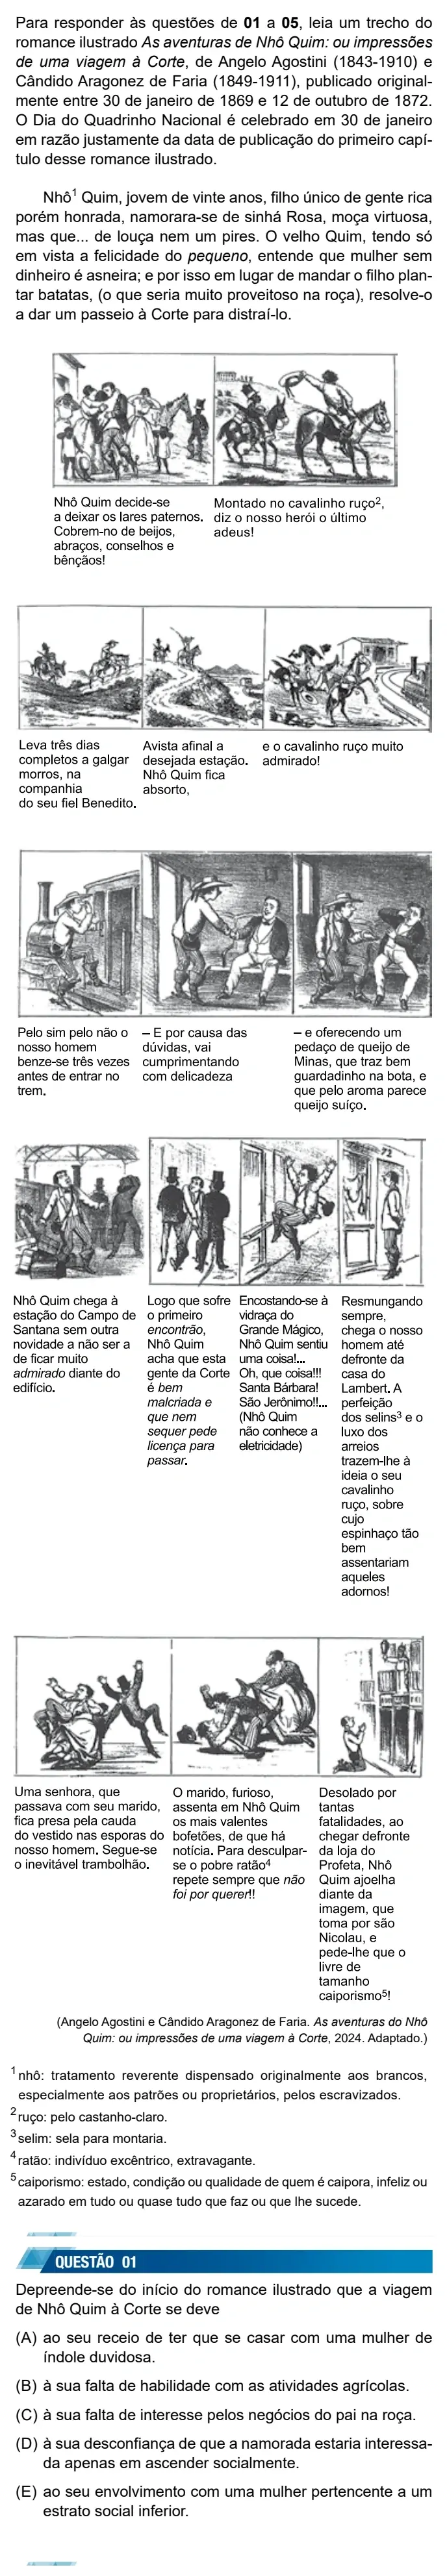 Para responder às questões de 01 a 05, leia um trecho do
romance ilustrado As aventuras de Nhô Quim: ou impressões
de uma viagem à Corte, de Angelo Agostini (1843-1910) e
Cândido Aragonez de Faria (1849-1911), publicado original-
mente entre 30 de janeiro de 1869 e 12 de outubro de 1872.
O Dia do Quadrinho Nacional é celebrado em 30 de janeiro
em razão justamente da data de publicação do primeiro capí-
tulo desse romance ilustrado.
Nhô¹ Quim, jovem de vinte anos, filho único de gente rica
porém honrada, namorara-se de sinhá Rosa, moça virtuosa,
mas que... de louça nem um pires. O velho Quim, tendo só
em vista a felicidade do pequeno, entende que mulher sem
dinheiro é asneira; e por isso em lugar de mandar o filho plan-
tar batatas, (o que seria muito proveitoso na roça), resolve-o
a dar um passeio à Corte para distraí-lo.
Nhô Quim decide-se
a deixar os lares paternos.
Cobrem-no de beijos,
abraços, conselhos e
bênçãos!
Montado no cavalinho ruço²,
diz o nosso herói o último
adeus!
Leva três dias
completos a galgar
morros, na
companhia
do seu fiel Benedito.
Avista afinal a
desejada estação.
Nhô Quim fica
absorto,
e o cavalinho ruço muito
admirado!
Pelo sim pelo não o
nosso homem
benze-se três vezes
antes de entrar no
trem.
– E por causa das
dúvidas, vai
cumprimentando
com delicadeza
– e oferecendo um
pedaço de queijo de
Minas, que traz bem
guardadinho na bota, e
que pelo aroma parece
queijo suíço.
72
Nhô Quim chega à
estação do Campo de
Santana sem outra
novidade a não ser a
de ficar muito
admirado diante do
edifício.
Logo que sofre
o primeiro
encontrão,
Nhô Quim
acha que esta
gente da Corte
é bem
malcriada e
que nem
sequer pede
licença para
passar.
Encostando-se à
vidraça do
Grande Mágico,
Nhô Quim sentiu
uma coisa!...
Oh, que coisa!!!
Santa Bárbara!
São Jerônimo!!...
(Nhô Quim
não conhece a
eletricidade)
Resmungando
sempre,
chega o nosso
homem até
defronte da
casa do
Lambert. A
perfeição
dos selins³ e o
luxo dos
arreios
trazem-lhe à
ideia o seu
cavalinho
ruço, sobre
cujo
espinhaço tão
bem
assentariam
aqueles
adornos!
Uma senhora, que
passava com seu marido,
fica presa pela cauda
do vestido nas esporas do
nosso homem. Segue-se
o inevitável trambolhão.
O marido, furioso,
assenta em Nhô Quim
os mais valentes
bofetões, de que há
notícia. Para desculpar-
se o pobre ratão⁴
repete sempre que não
foi por querer!!
Desolado por
tantas
fatalidades, ao
chegar defronte
da loja do
Profeta, Nhô
Quim ajoelha
diante da
imagem, que
toma por são
Nicolau, e
pede-lhe que o
livre de
tamanho
caiporismo⁵!
(Angelo Agostini e Cândido Aragonez de Faria. As aventuras do Nhô
Quim: ou impressões de uma viagem à Corte, 2024. Adaptado.)
¹ nhô: tratamento reverente dispensado originalmente aos brancos,
especialmente aos patrões ou proprietários, pelos escravizados.
² ruço: pelo castanho-claro.
³ selim: sela para montaria.
⁴ ratão: indivíduo excêntrico, extravagante.
⁵ caiporismo: estado, condição ou qualidade de quem é caipora, infeliz ou
azarado em tudo ou quase tudo que faz ou que lhe sucede.
QUESTÃO 01
Depreende-se do início do romance ilustrado que a viagem
de Nhô Quim à Corte se deve
(A) ao seu receio de ter que se casar com uma mulher de
índole duvidosa.
(B) à sua falta de habilidade com as atividades agrícolas.
(C) à sua falta de interesse pelos negócios do pai na roça.
(D) à sua desconfiança de que a namorada estaria interessa-
da apenas em ascender socialmente.
(E) ao seu envolvimento com uma mulher pertencente a um
estrato social inferior.